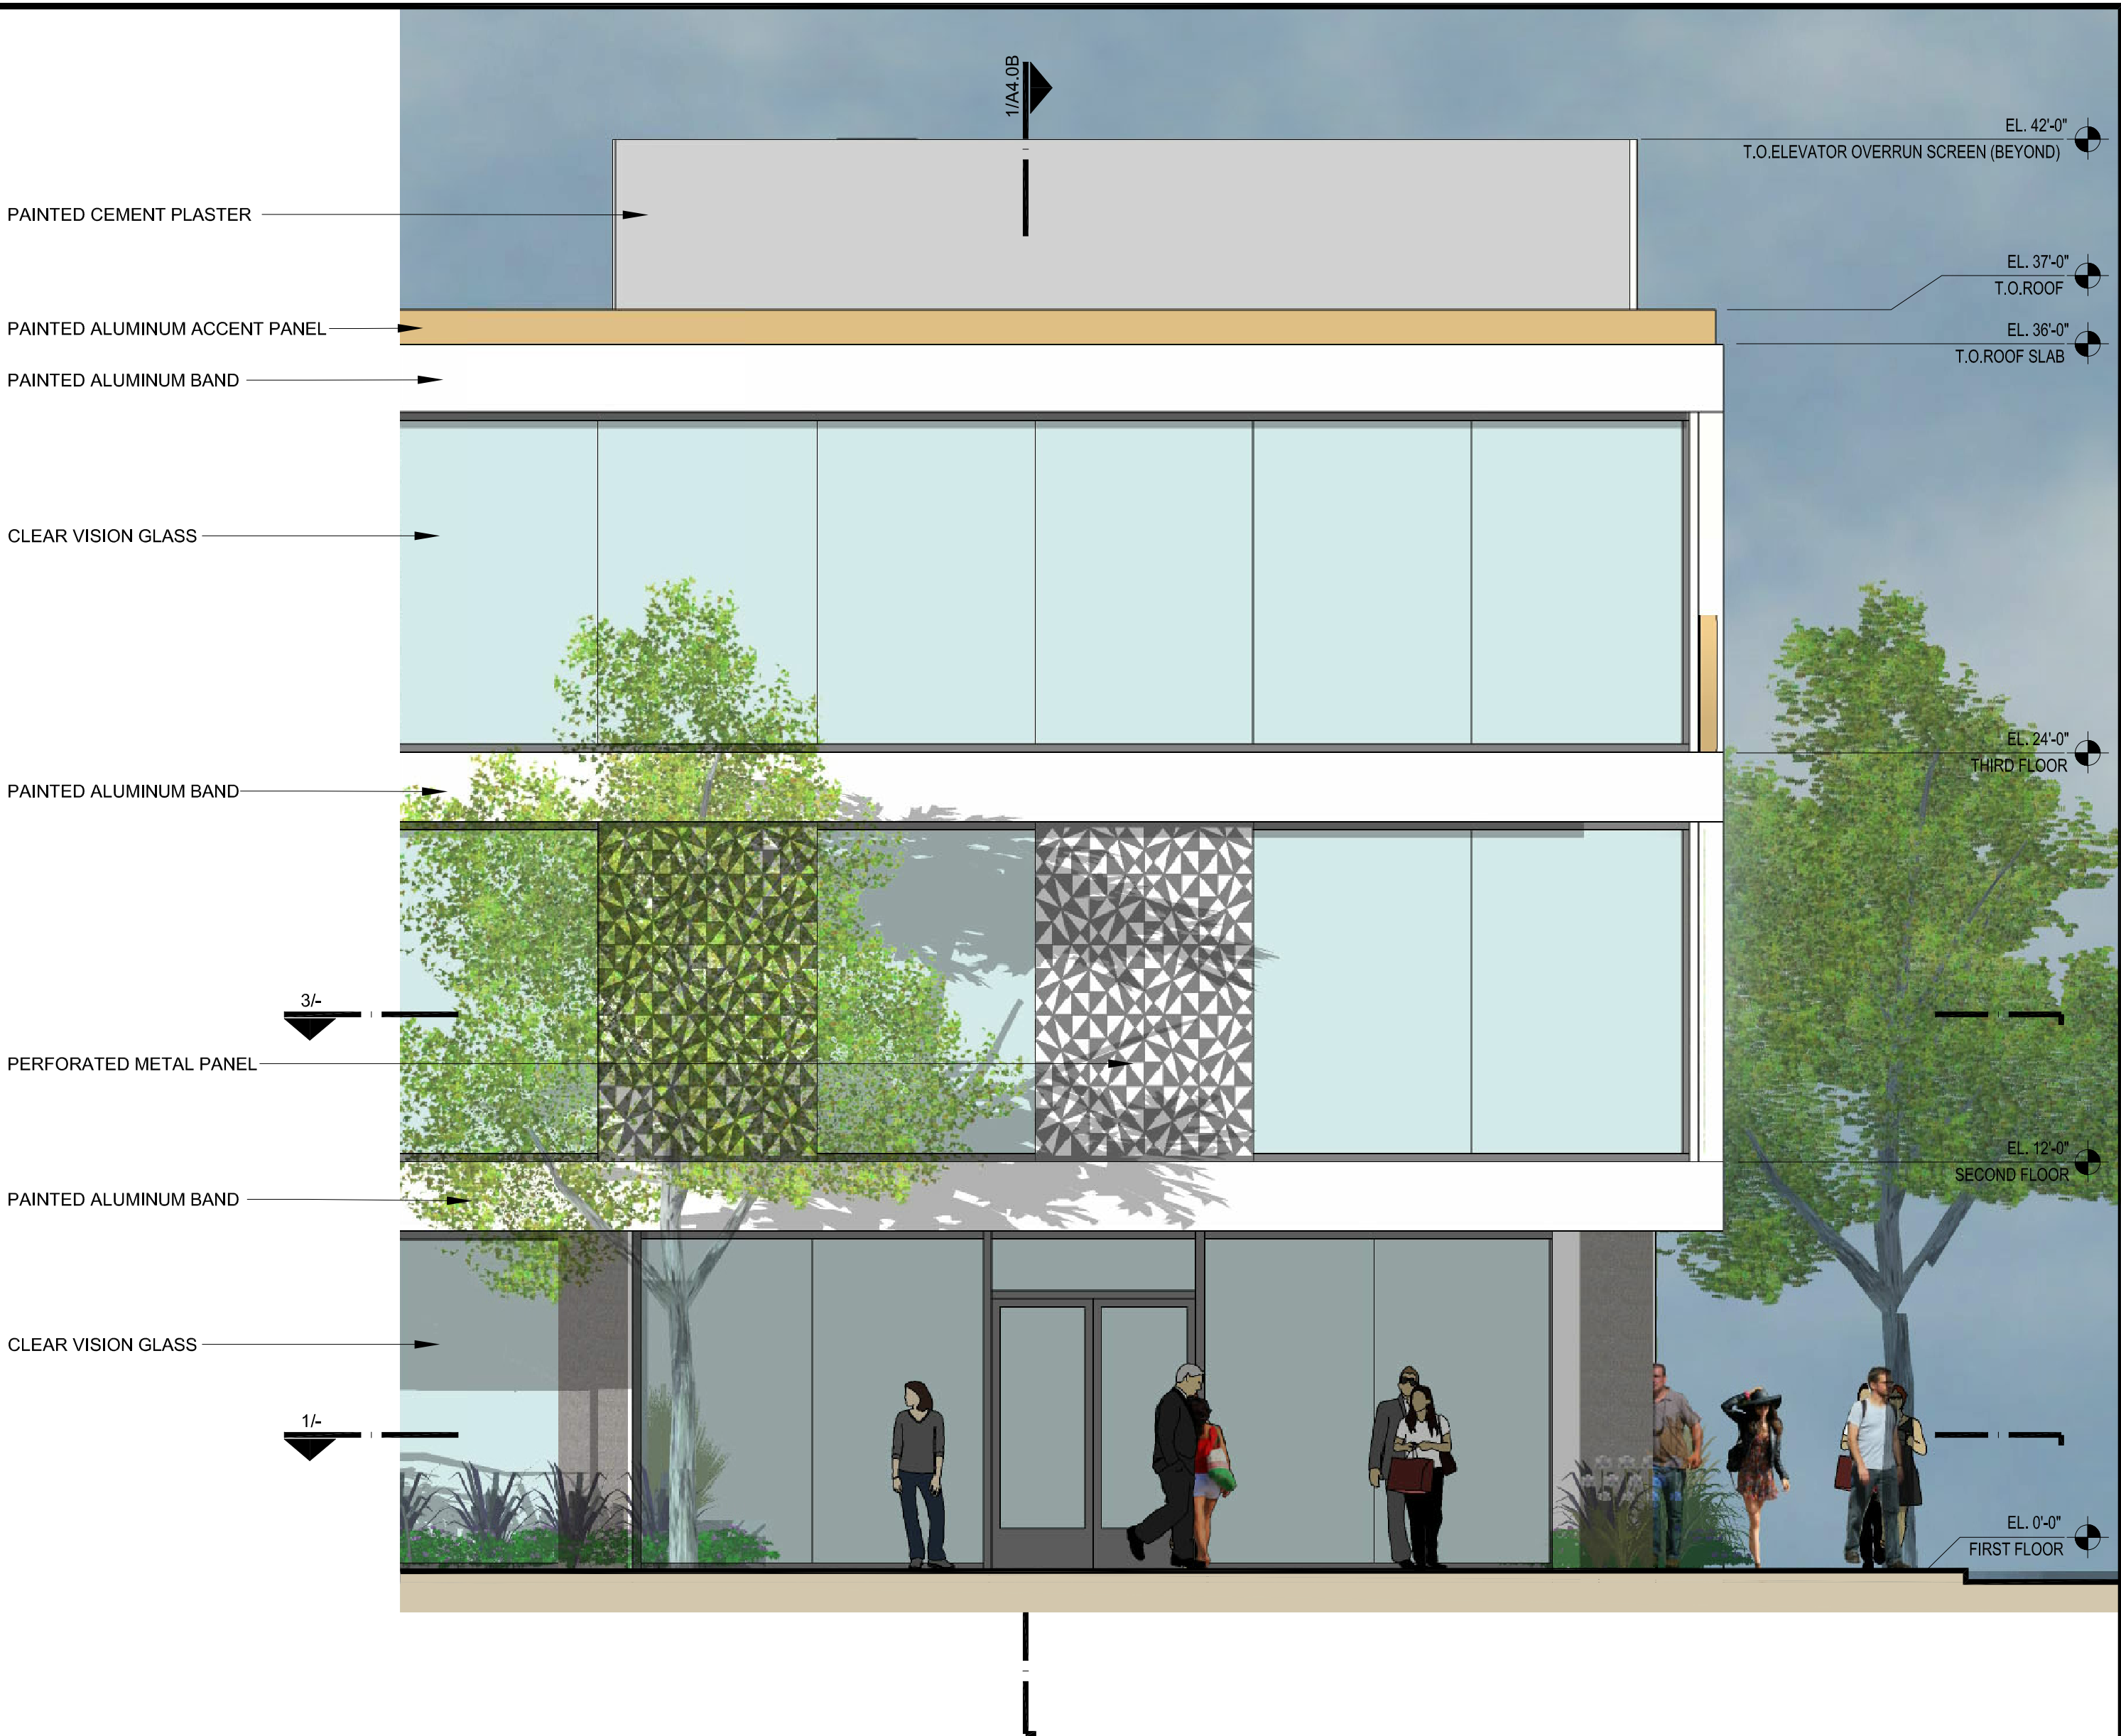 1/A4.0B
EL. 42'-0"
T.O.ELEVATOR OVERRUN SCREEN (BEYOND)
PAINTED CEMENT PLASTER
EL. 37'-0"
T.O.ROOF
PAINTED ALUMINUM ACCENT PANEL
EL. 36'-0"
T.O.ROOF SLAB
PAINTED ALUMINUM BAND
CLEAR VISION GLASS
EL. 24'-0"
THIRD FLOOR
PAINTED ALUMINUM BAND
3/-
PERFORATED METAL PANEL
EL. 12'-0"
SECOND FLOOR
PAINTED ALUMINUM BAND
CLEAR VISION GLASS
1/-
EL. 0'-0"
FIRST FLOOR